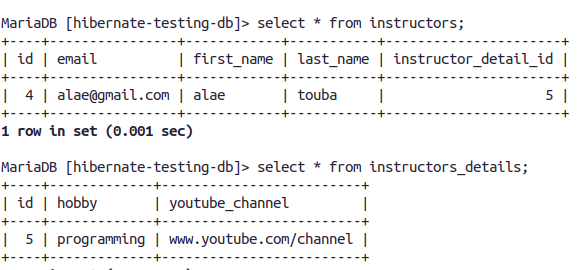 MariaDB [hibernate-testing-db]> select * from instructors;
+----+----------------+------------+-----------+----------------------+
| id | email          | first_name | last_name | instructor_detail_id |
+----+----------------+------------+-----------+----------------------+
|  4 | alae@gmail.com | alae       | touba     |                    5 |
+----+----------------+------------+-----------+----------------------+
1 row in set (0.001 sec)
MariaDB [hibernate-testing-db]> select * from instructors_details;
+----+-------------+-------------------------+
| id | hobby       | youtube_channel         |
+----+-------------+-------------------------+
|  5 | programming | www.youtube.com/channel |
+----+-------------+-------------------------+